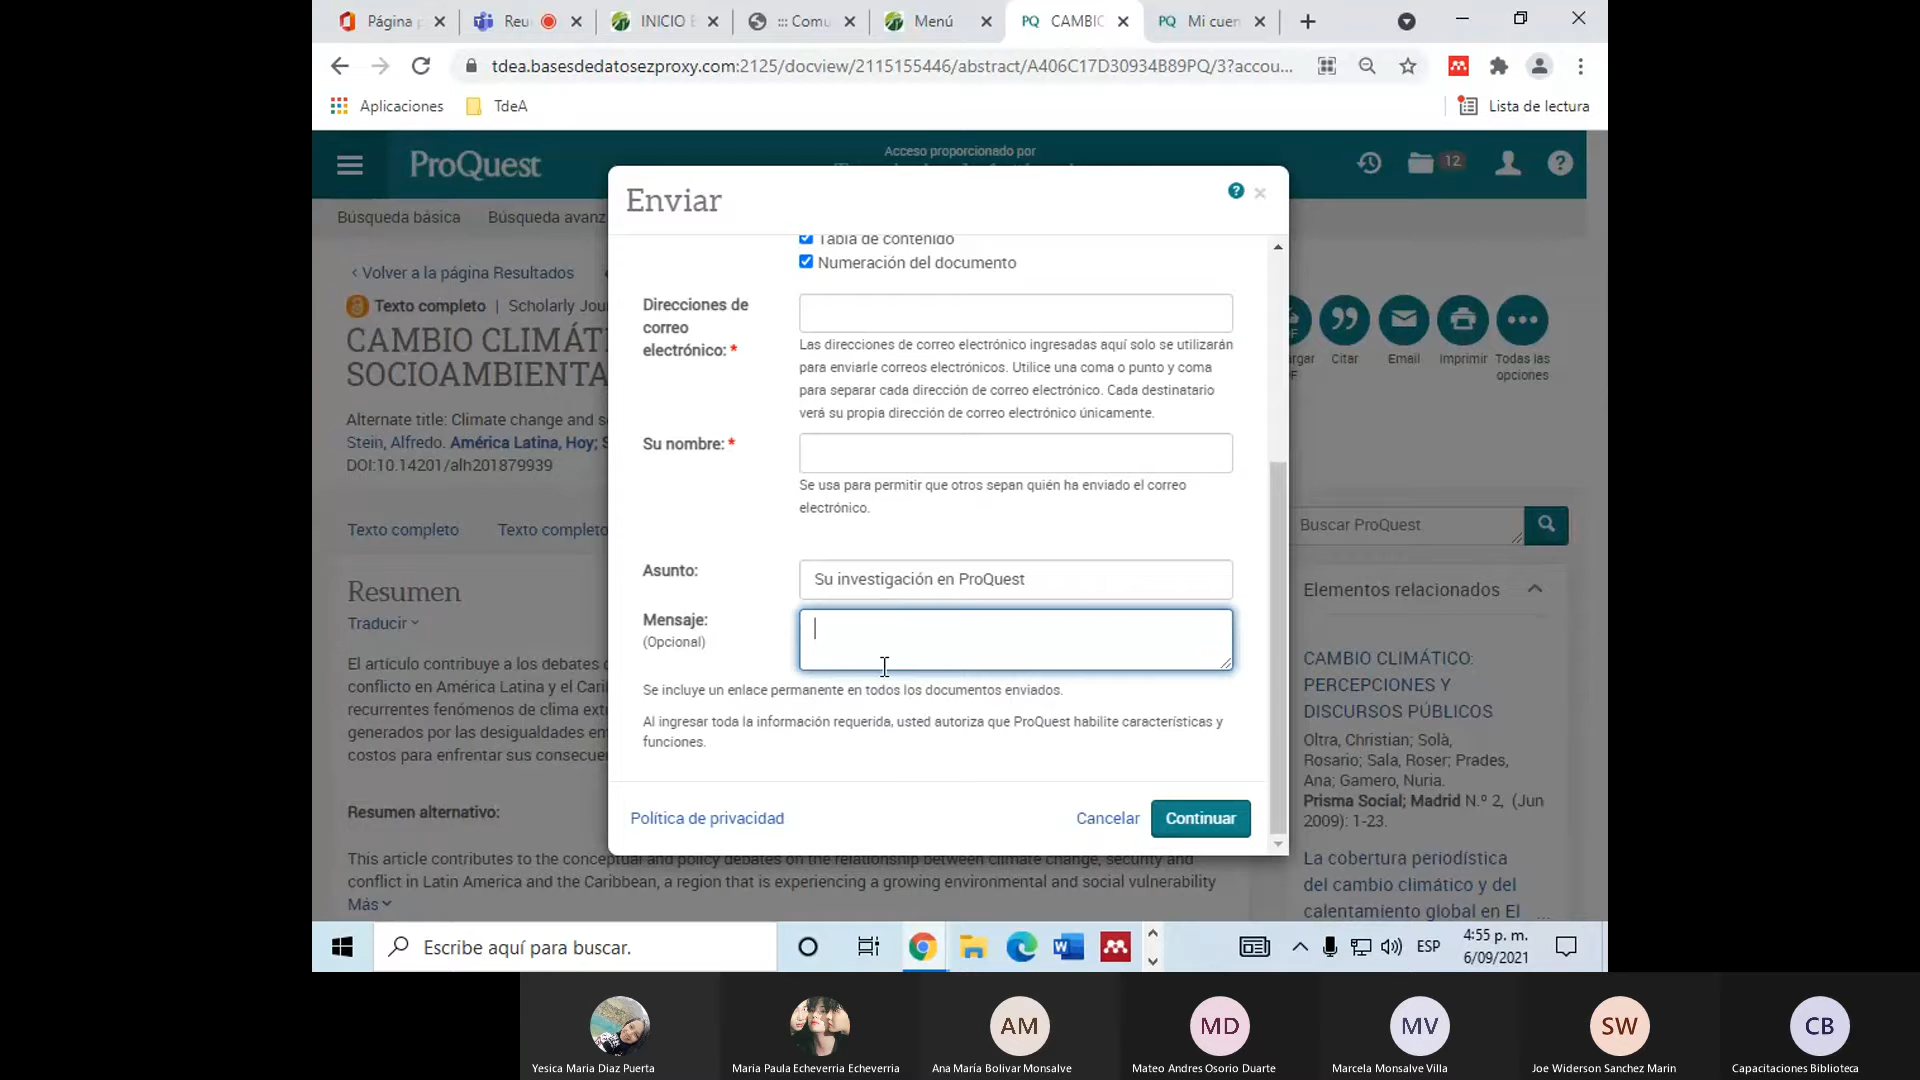 Página p
Reu
INICIO E
::: Comu
Menú
PQ CAMBIO
PQ Mi cuen
tdea.basesdedatosezproxy.com:2125/docview/2115155446/abstract/A406C17D30934B89PQ/3?accou...
Aplicaciones
TdeA
Lista de lectura
ProQuest
Acceso proporcionado por
12
Búsqueda básica
Búsqueda avanz
Enviar
Tabla de contenido
Numeración del documento
Direcciones de
correo
electrónico: *
Las direcciones de correo electrónico ingresadas aquí solo se utilizarán
para enviarle correos electrónicos. Utilice una coma o punto y coma
para separar cada dirección de correo electrónico. Cada destinatario
verá su propia dirección de correo electrónico únicamente.
Su nombre: *
Se usa para permitir que otros sepan quién ha enviado el correo
electrónico.
Asunto:
Su investigación en ProQuest
Mensaje:
(Opcional)
Se incluye un enlace permanente en todos los documentos enviados.
Al ingresar toda la información requerida, usted autoriza que ProQuest habilite características y
funciones.
Política de privacidad
Cancelar
Continuar
‹ Volver a la página Resultados
Texto completo | Scholarly Jou
CAMBIO CLIMÁT
SOCIOAMBIENTA
Alternate title: Climate change and s
Stein, Alfredo. América Latina, Hoy; S
DOI:10.14201/alh201879939
Texto completo
Texto completo
Resumen
Traducir
El artículo contribuye a los debates
conflicto en América Latina y el Cari
recurrentes fenómenos de clima extr
generados por las desigualdades em
costos para enfrentar sus consecue
Resumen alternativo:
This article contributes to the conceptual and policy debates on the relationship between climate change, security and
conflict in Latin America and the Caribbean, a region that is experiencing a growing environmental and social vulnerability
Más
Citar
Email
Imprimir
Todas las
opciones
Buscar ProQuest
Elementos relacionados
CAMBIO CLIMÁTICO:
PERCEPCIONES Y
DISCURSOS PÚBLICOS
Oltra, Christian; Solà,
Rosario; Sala, Roser; Prades,
Ana; Gamero, Nuria.
Prisma Social; Madrid N.º 2, (Jun
2009): 1-23.
La cobertura periodística
del cambio climático y del
calentamiento global en El ...
Escribe aquí para buscar.
ESP
4:55 p. m.
6/09/2021
AM
MD
MV
SW
CB
Yesica Maria Diaz Puerta
Maria Paula Echeverria Echeverria
Ana María Bolivar Monsalve
Mateo Andres Osorio Duarte
Marcela Monsalve Villa
Joe Widerson Sanchez Marin
Capacitaciones Biblioteca